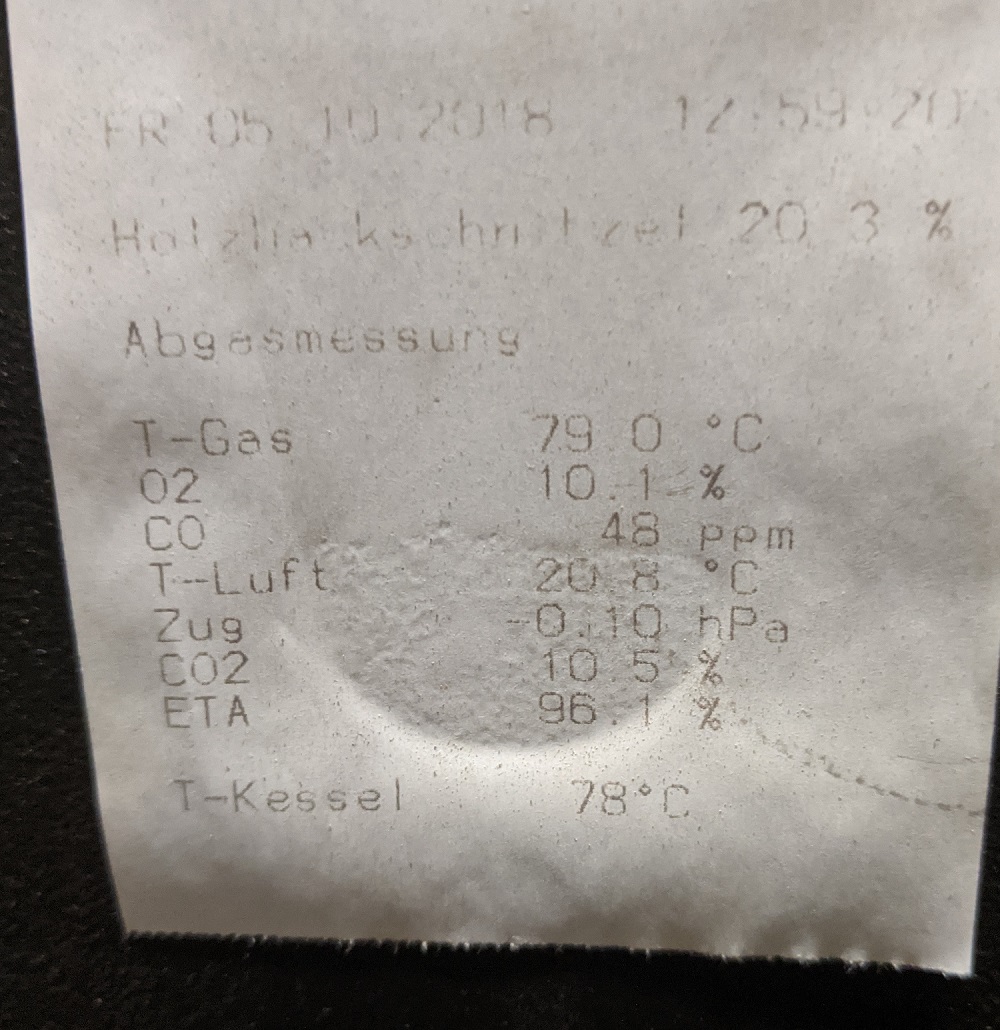 FR 05.10.2018 12:59:20
Holzhackschnitzel 20.3 %
Abgasmessung
T-Gas 79.0 °C
O2 10.1 %
CO 48 ppm
T-Luft 20.8 °C
Zug -0.10 hPa
CO2 10.5 %
ETA 96.1 %
T-Kessel 78°C